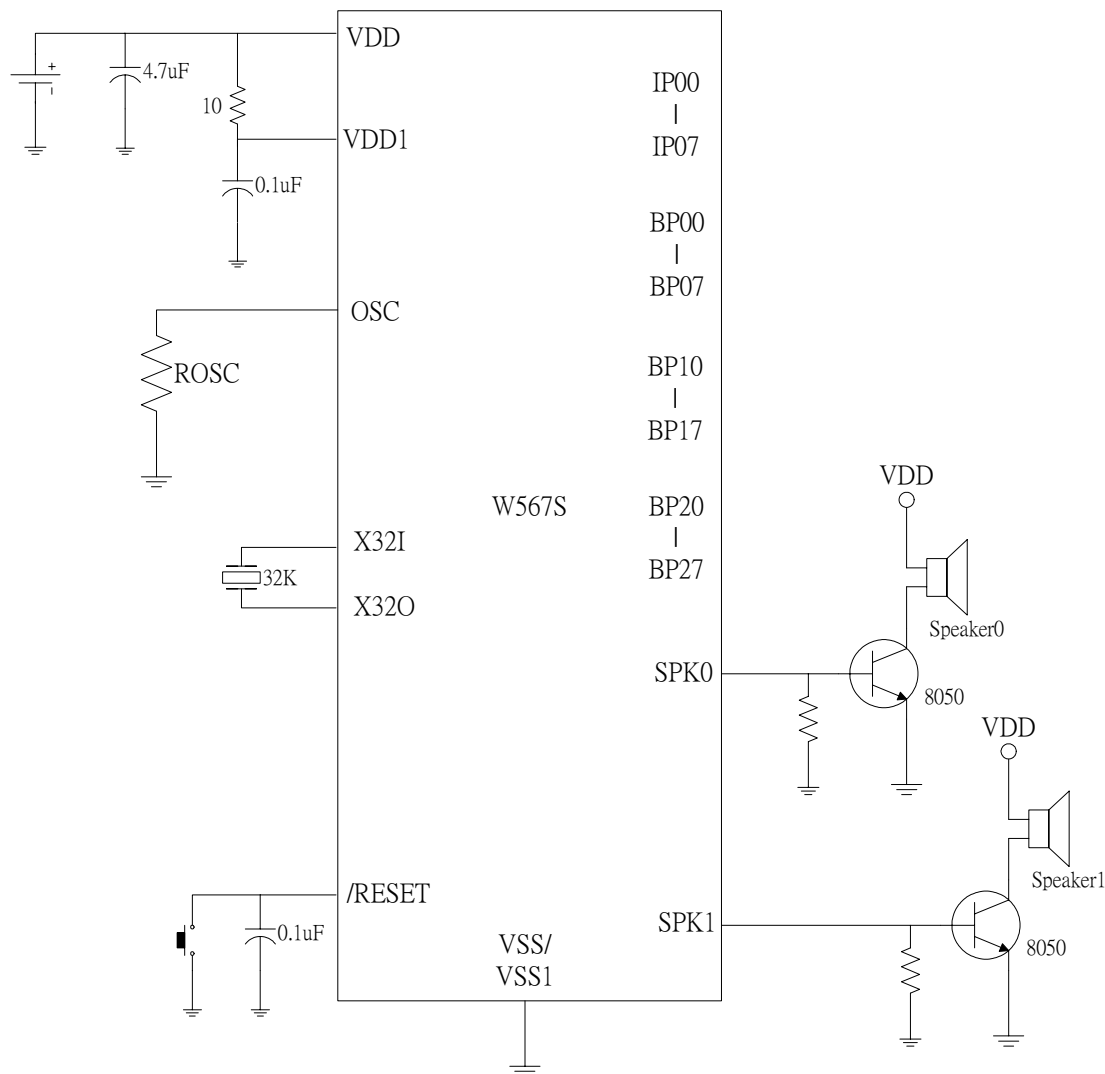 VDD
+
-
4.7uF
10
VDD1
0.1uF
OSC
ROSC
X32I
32K
X32O
/RESET
0.1uF
W567S
VSS/
VSS1
IP00
|
IP07
BP00
|
BP07
BP10
|
BP17
BP20
|
BP27
SPK0
VDD
Speaker0
8050
SPK1
VDD
Speaker1
8050